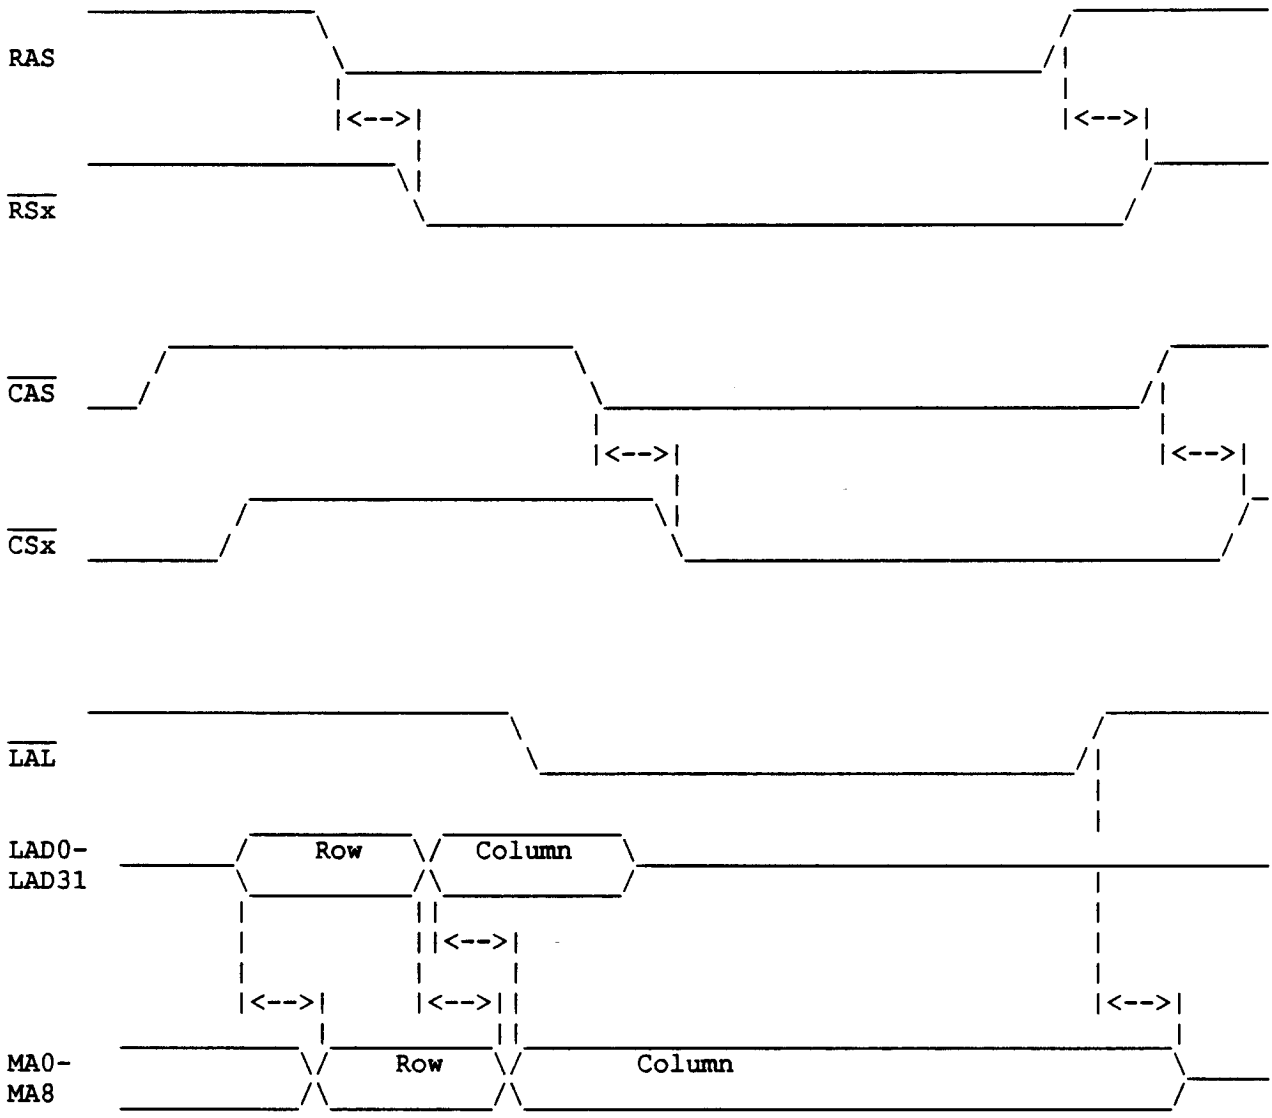 RAS
|<-->|
|<-->|
RSx
CAS
|<-->|
|<-->|
CSx
LAL
LAD0-
LAD31
Row
Column
|<-->|
|<-->|
|<-->|
|<-->|
MA0-
MA8
Row
Column